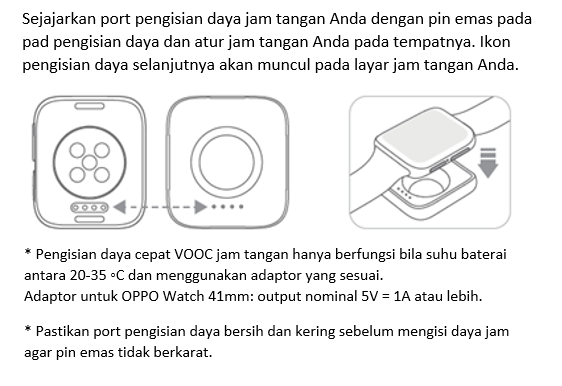 Sejajarkan port pengisian daya jam tangan Anda dengan pin emas pada
pad pengisian daya dan atur jam tangan Anda pada tempatnya. Ikon
pengisian daya selanjutnya akan muncul pada layar jam tangan Anda.
* Pengisian daya cepat VOOC jam tangan hanya berfungsi bila suhu baterai
antara 20-35 ∘C dan menggunakan adaptor yang sesuai.
Adaptor untuk OPPO Watch 41mm: output nominal 5V = 1A atau lebih.
* Pastikan port pengisian daya bersih dan kering sebelum mengisi daya jam
agar pin emas tidak berkarat.